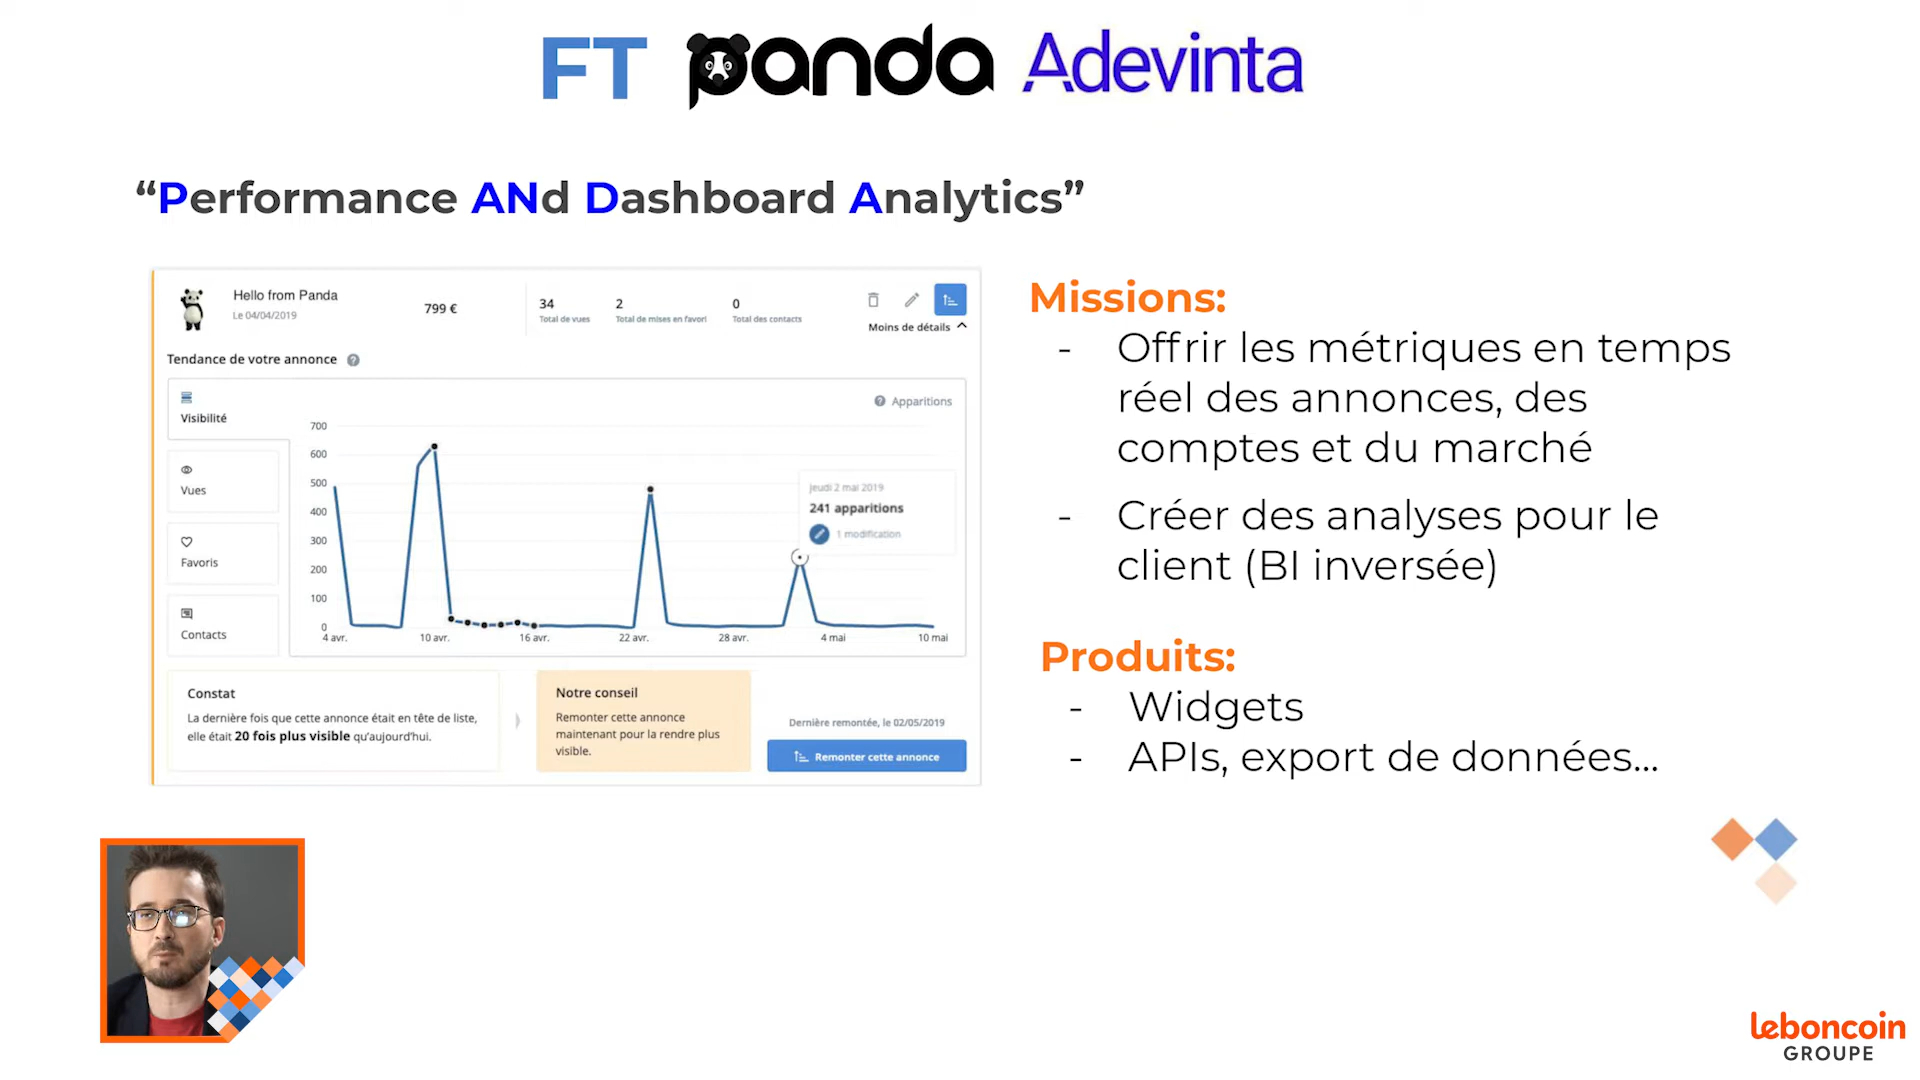 FT panda Adevinta
“Performance ANd Dashboard Analytics”
Hello from Panda
Le 04/04/2019
799 €
34
Total de vues
2
Total de mises en favori
0
Total des contacts
Moins de détails
Tendance de votre annonce ?
Visibilité
Vues
Favoris
Contacts
? Apparitions
700
600
500
400
300
200
100
0
4 avr.
10 avr.
16 avr.
22 avr.
28 avr.
4 mai
10 mai
jeudi 2 mai 2019
241 apparitions
1 modification
Constat
La dernière fois que cette annonce était en tête de liste,
elle était 20 fois plus visible qu'aujourd'hui.
Notre conseil
Remonter cette annonce
maintenant pour la rendre plus
visible.
Dernière remontée, le 02/05/2019
Remonter cette annonce
Missions:
- Offrir les métriques en temps
réel des annonces, des
comptes et du marché
- Créer des analyses pour le
client (BI inversée)
Produits:
- Widgets
- APIs, export de données...
leboncoin
GROUPE